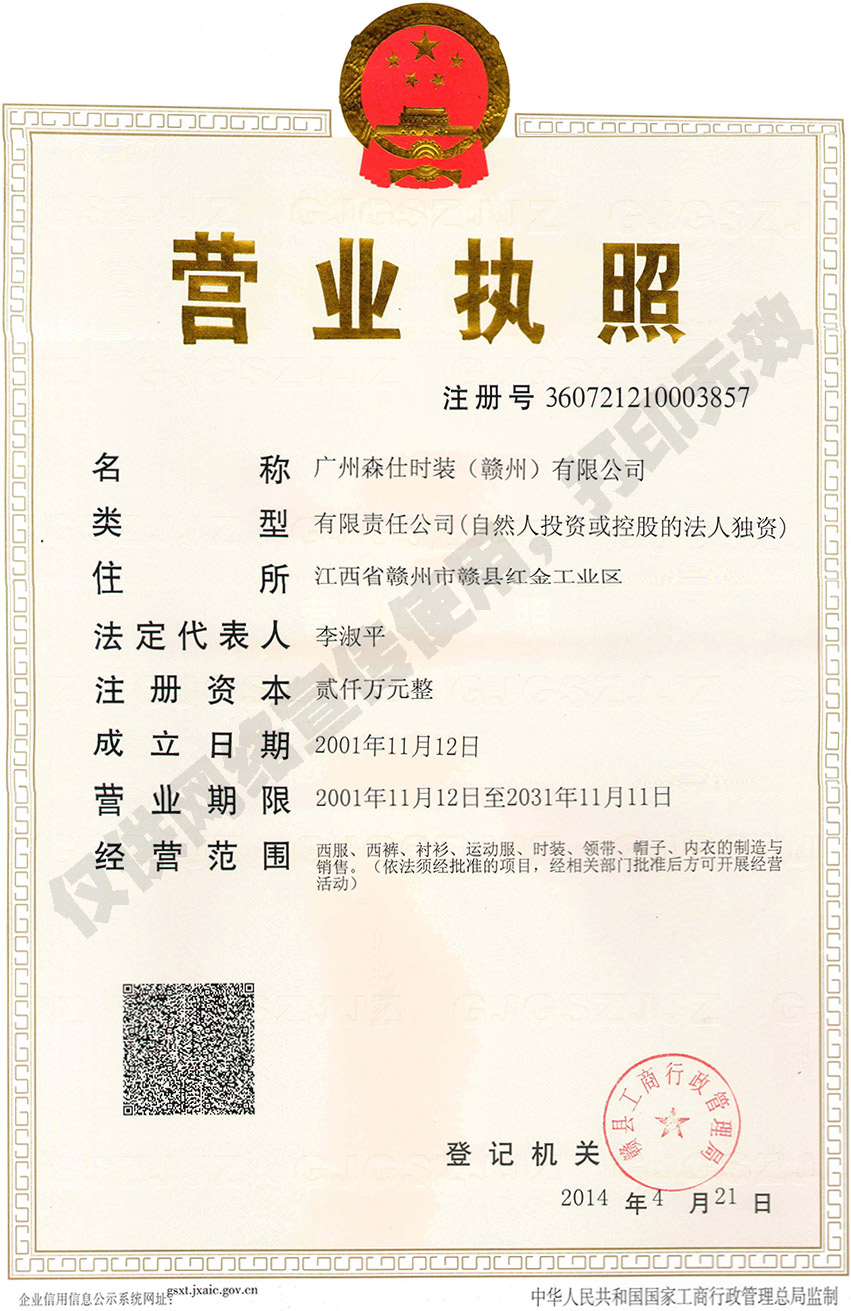 营业执照
注册号 360721210003857
名称 广州森仕时装（赣州）有限公司
类型 有限责任公司(自然人投资或控股的法人独资)
住所 江西省赣州市赣县红金工业区
法定代表人 李淑平
注册资本 贰仟万元整
成立日期 2001年11月12日
营业期限 2001年11月12日至2031年11月11日
经营范围 西服、西裤、衬衫、运动服、时装、领带、帽子、内衣的制造与
销售。（依法须经批准的项目，经相关部门批准后方可开展经营
活动）
仅供网络宣传使用，打印无效
赣县工商行政管理局
登记机关
2014 年 4 月 21 日
企业信用信息公示系统网址: gsxt.jxaic.gov.cn
中华人民共和国国家工商行政管理总局监制